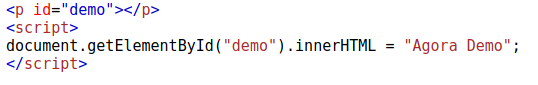 <p id="demo"></p>
<script>
document.getElementById("demo").innerHTML = "Agora Demo";
</script>